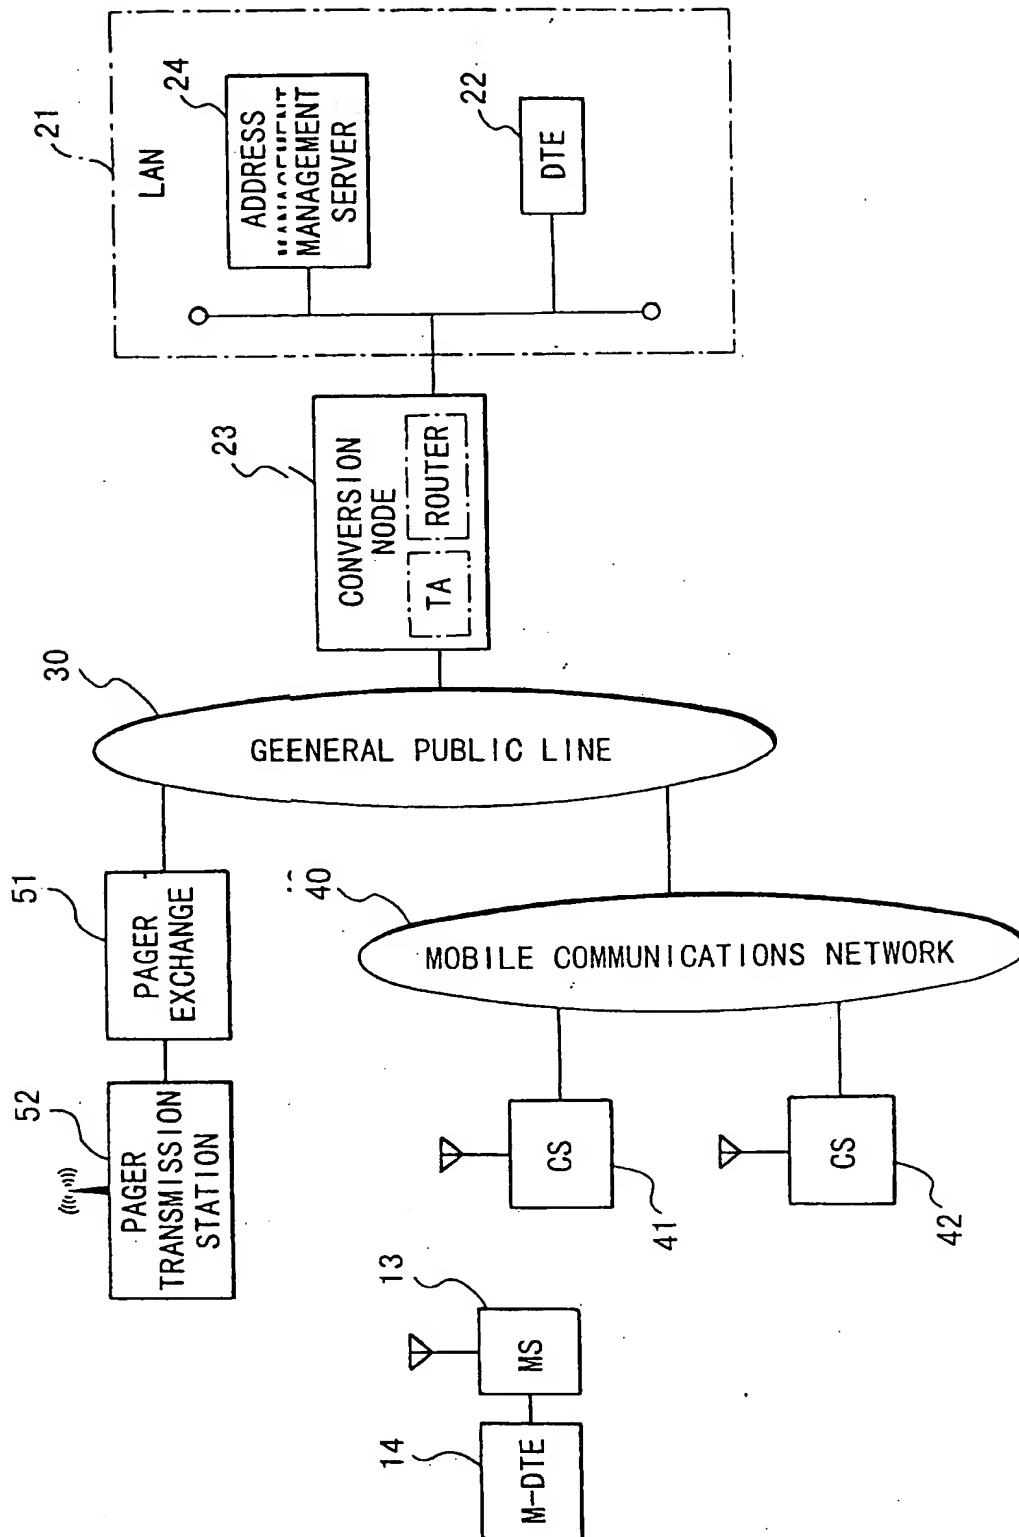 21
LAN
24
ADDRESS
MANAGEMENT
MANAGEMENT
SERVER
22
DTE
23
CONVERSION
NODE
TA
ROUTER
30
GEENERAL PUBLIC LINE
51
PAGER
EXCHANGE
52
PAGER
TRANSMISSION
STATION
40
MOBILE COMMUNICATIONS NETWORK
CS
41
CS
42
13
MS
14
M-DTE